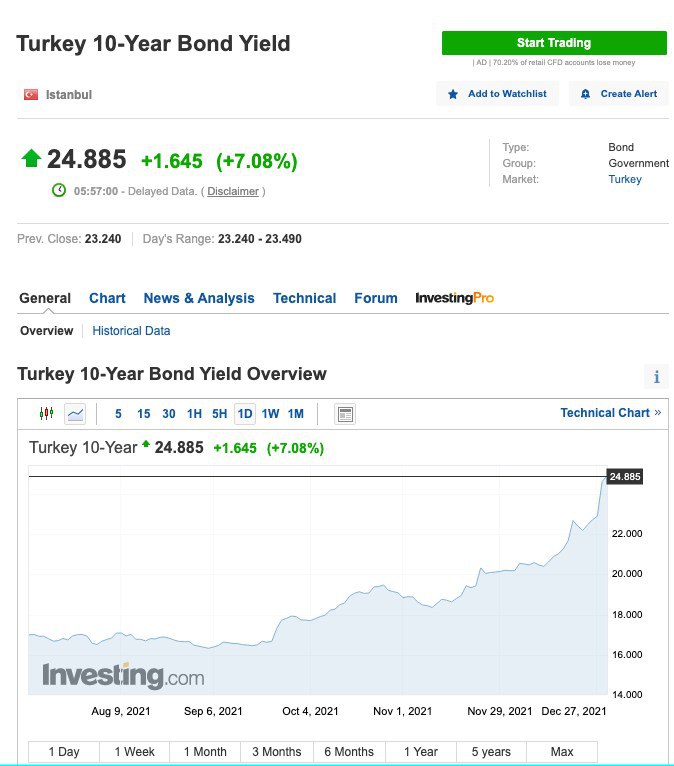 Turkey 10-Year Bond Yield
Start Trading
| AD | 70.20% of retail CFD accounts lose money
Istanbul
Add to Watchlist
Create Alert
24.885 +1.645 (+7.08%)
05:57:00 - Delayed Data. ( Disclaimer )
Type: Bond
Group: Government
Market: Turkey
Prev. Close: 23.240 Day's Range: 23.240 - 23.490
General Chart News & Analysis Technical Forum InvestingPro
Overview Historical Data
Turkey 10-Year Bond Yield Overview
i
5 15 30 1H 5H 1D 1W 1M Technical Chart »
Turkey 10-Year 24.885 +1.645 (+7.08%)
24.885
22.000
20.000
18.000
16.000
14.000
Investing.com
Aug 9, 2021 Sep 6, 2021 Oct 4, 2021 Nov 1, 2021 Nov 29, 2021 Dec 27, 2021
1 Day 1 Week 1 Month 3 Months 6 Months 1 Year 5 years Max